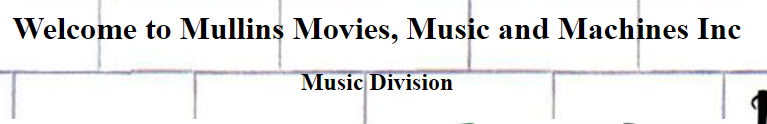 Welcome to Mullins Movies, Music and Machines Inc
Music Division